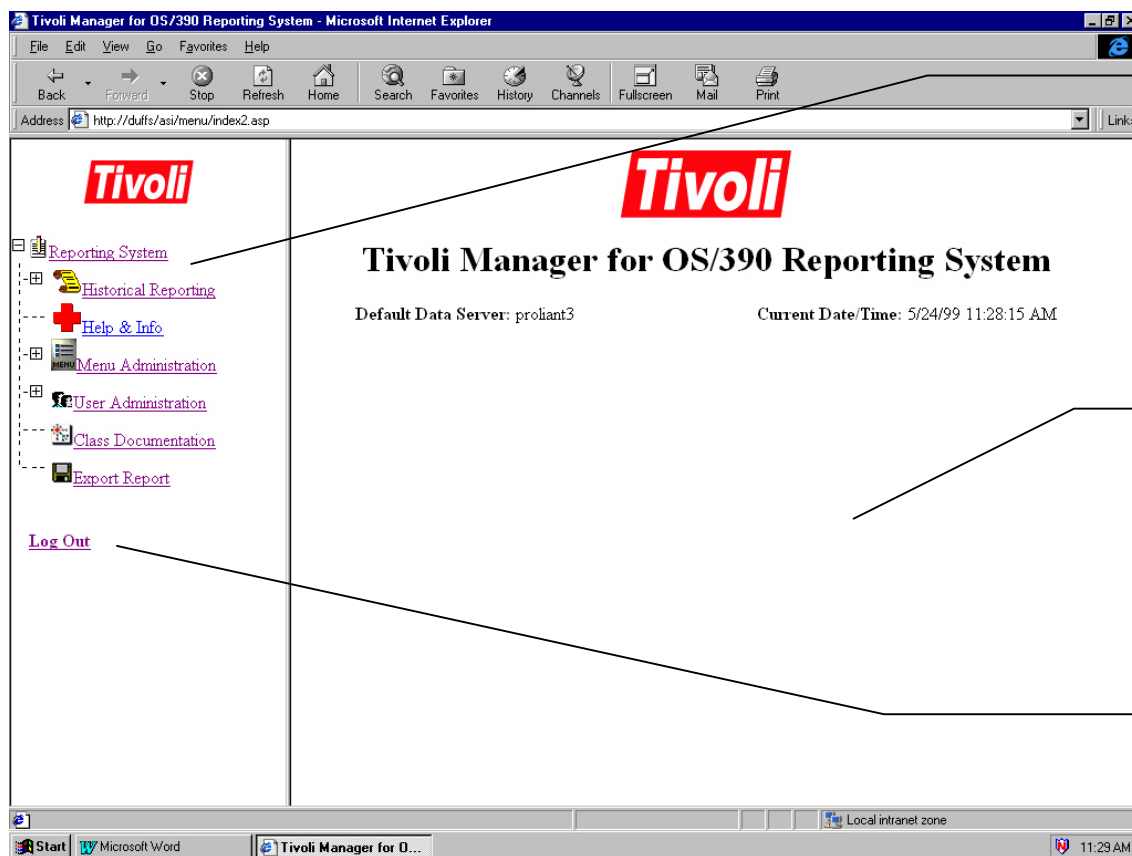 Tivoli Manager for OS/390 Reporting System - Microsoft Internet Explorer
File Edit View Go Favorites Help
Back Forward Stop Refresh Home Search Favorites History Channels Fullscreen Mail Print
Address http://duffs/asi/menu/index2.asp Links
Tivoli
Reporting System
Historical Reporting
Help & Info
MENU Menu Administration
User Administration
Class Documentation
Export Report
Log Out
Tivoli
Tivoli Manager for OS/390 Reporting System
Default Data Server: proliant3 Current Date/Time: 5/24/99 11:28:15 AM
Local intranet zone
Start Microsoft Word Tivoli Manager for O... 11:29 AM